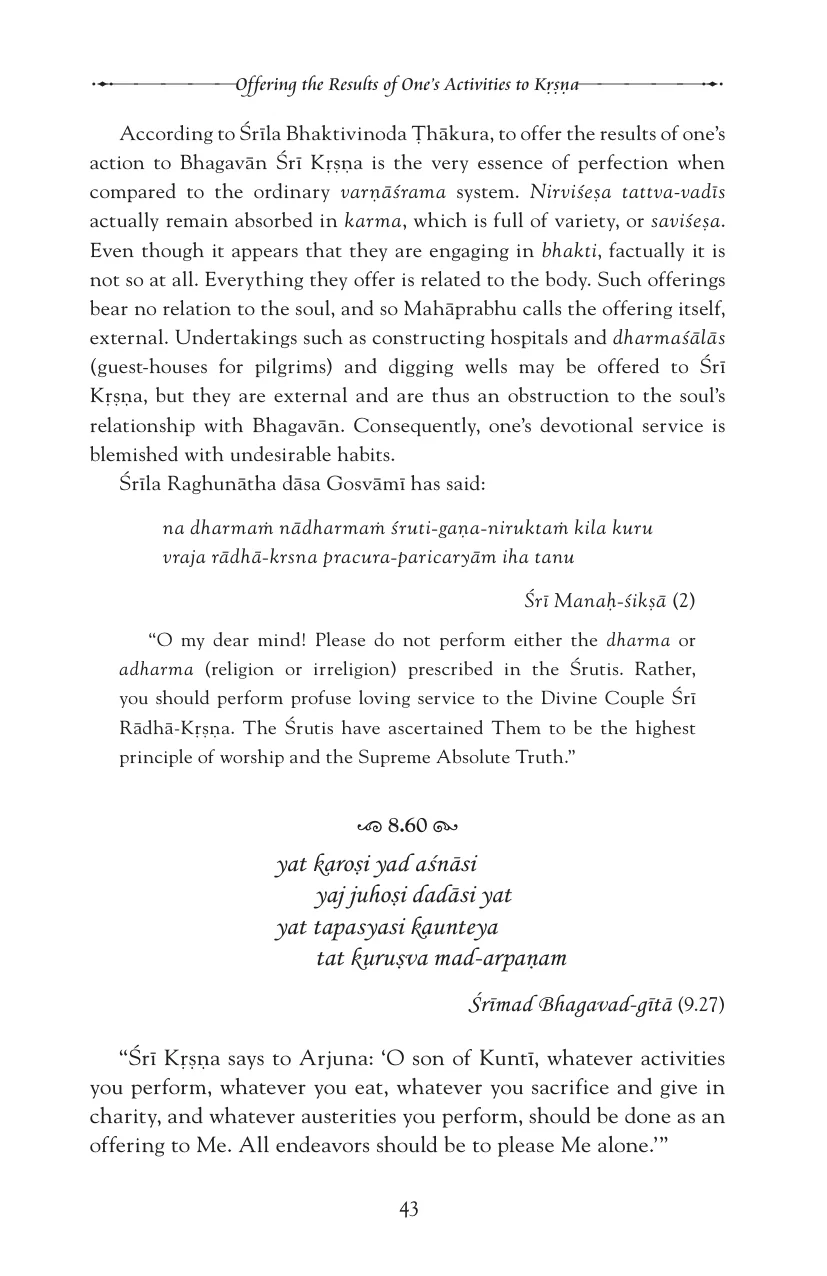 Offering the Results of One’s Activities to Kṛṣṇa
According to Śrīla Bhaktivinoda Ṭhākura, to offer the results of one’s
action to Bhagavān Śrī Kṛṣṇa is the very essence of perfection when
compared to the ordinary varṇāśrama system. Nirviśeṣa tattva-vadīs
actually remain absorbed in karma, which is full of variety, or saviśeṣa.
Even though it appears that they are engaging in bhakti, factually it is
not so at all. Everything they offer is related to the body. Such offerings
bear no relation to the soul, and so Mahāprabhu calls the offering itself,
external. Undertakings such as constructing hospitals and dharmaśālās
(guest-houses for pilgrims) and digging wells may be offered to Śrī
Kṛṣṇa, but they are external and are thus an obstruction to the soul’s
relationship with Bhagavān. Consequently, one’s devotional service is
blemished with undesirable habits.
Śrīla Raghunātha dāsa Gosvāmī has said:
na dharmaṁ nādharmaṁ śruti-gaṇa-niruktaṁ kila kuru
vraja rādhā-krsna pracura-paricaryām iha tanu
Śrī Manaḥ-śikṣā (2)
“O my dear mind! Please do not perform either the dharma or
adharma (religion or irreligion) prescribed in the Śrutis. Rather,
you should perform profuse loving service to the Divine Couple Śrī
Rādhā-Kṛṣṇa. The Śrutis have ascertained Them to be the highest
principle of worship and the Supreme Absolute Truth.”
8.60
yat karoṣi yad aśnāsi
yaj juhoṣi dadāsi yat
yat tapasyasi kaunteya
tat kuruṣva mad-arpaṇam
Śrīmad Bhagavad-gītā (9.27)
“Śrī Kṛṣṇa says to Arjuna: ‘O son of Kuntī, whatever activities
you perform, whatever you eat, whatever you sacrifice and give in
charity, and whatever austerities you perform, should be done as an
offering to Me. All endeavors should be to please Me alone.’”
43